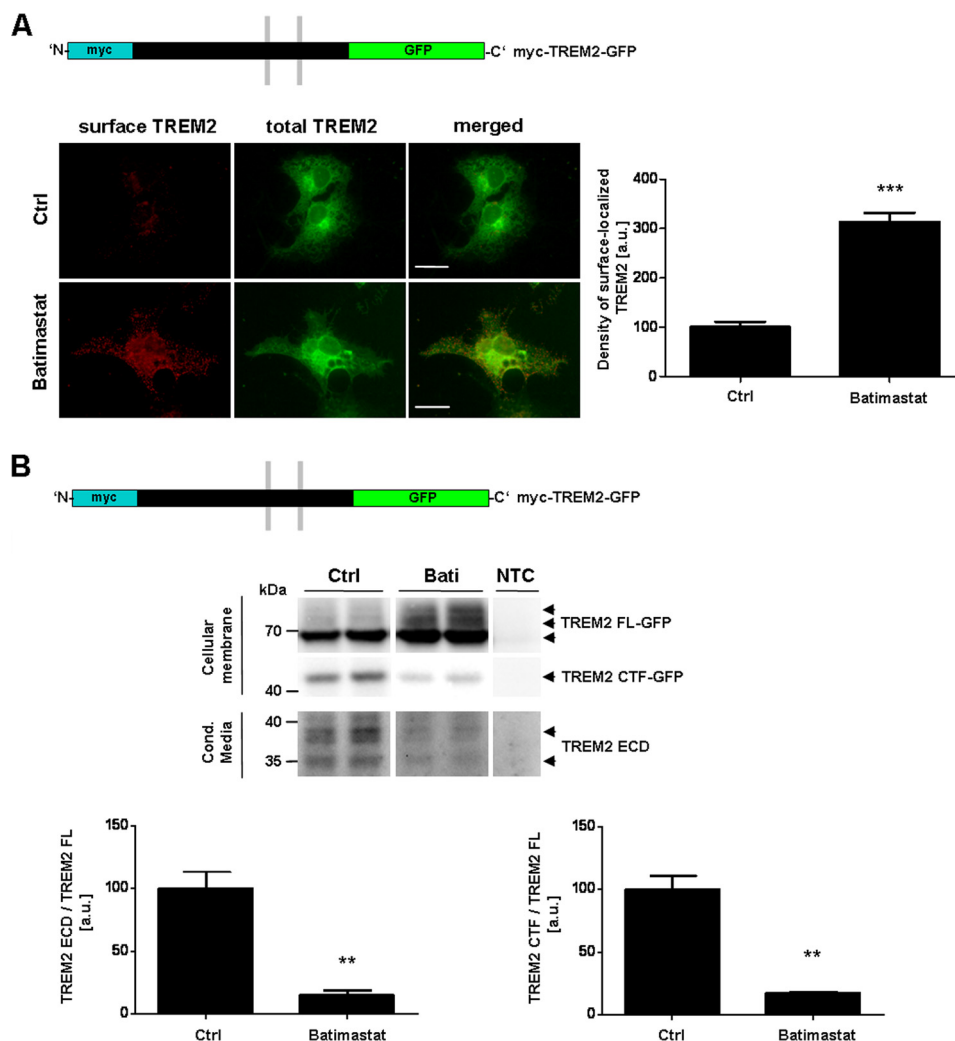 A
‘N- myc GFP -C‘ myc-TREM2-GFP
surface TREM2 total TREM2 merged
Ctrl
Batimastat
Density of surface-localized
TREM2 [a.u.]
400
300
200
100
0
***
Ctrl Batimastat
B
‘N- myc GFP -C‘ myc-TREM2-GFP
kDa Ctrl Bati NTC
Cellular
membrane
70
40
TREM2 FL-GFP
TREM2 CTF-GFP
Cond.
Media
40
35
TREM2 ECD
TREM2 ECD / TREM2 FL
[a.u.]
150
100
50
0
**
Ctrl Batimastat
TREM2 CTF / TREM2 FL
[a.u.]
150
100
50
0
**
Ctrl Batimastat